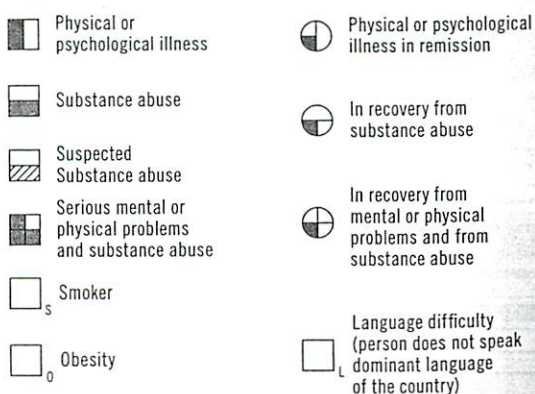 Physical or
psychological illness
Substance abuse
Suspected
Substance abuse
Serious mental or
physical problems
and substance abuse
S Smoker
O Obesity
Physical or psychological
illness in remission
In recovery from
substance abuse
In recovery from
mental or physical
problems and from
substance abuse
Language difficulty
(person does not speak
L dominant language
of the country)